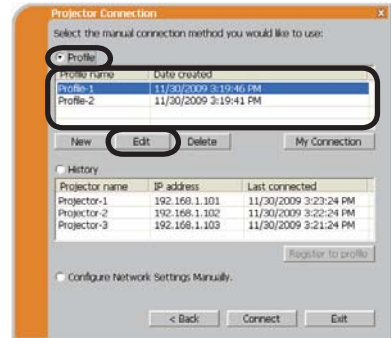 Projector Connection
x
Select the manual connection method you would like to use:
Profile
Profile name Date created
Profile-1 11/30/2009 3:19:46 PM
Profile-2 11/30/2009 3:19:41 PM
New Edit Delete My Connection
History
Projector name IP address Last connected
Projector-1 192.168.1.101 11/30/2009 3:23:24 PM
Projector-2 192.168.1.102 11/30/2009 3:22:24 PM
Projector-3 192.168.1.103 11/30/2009 3:21:24 PM
Register to profile
Configure Network Settings Manually.
< Back Connect Exit